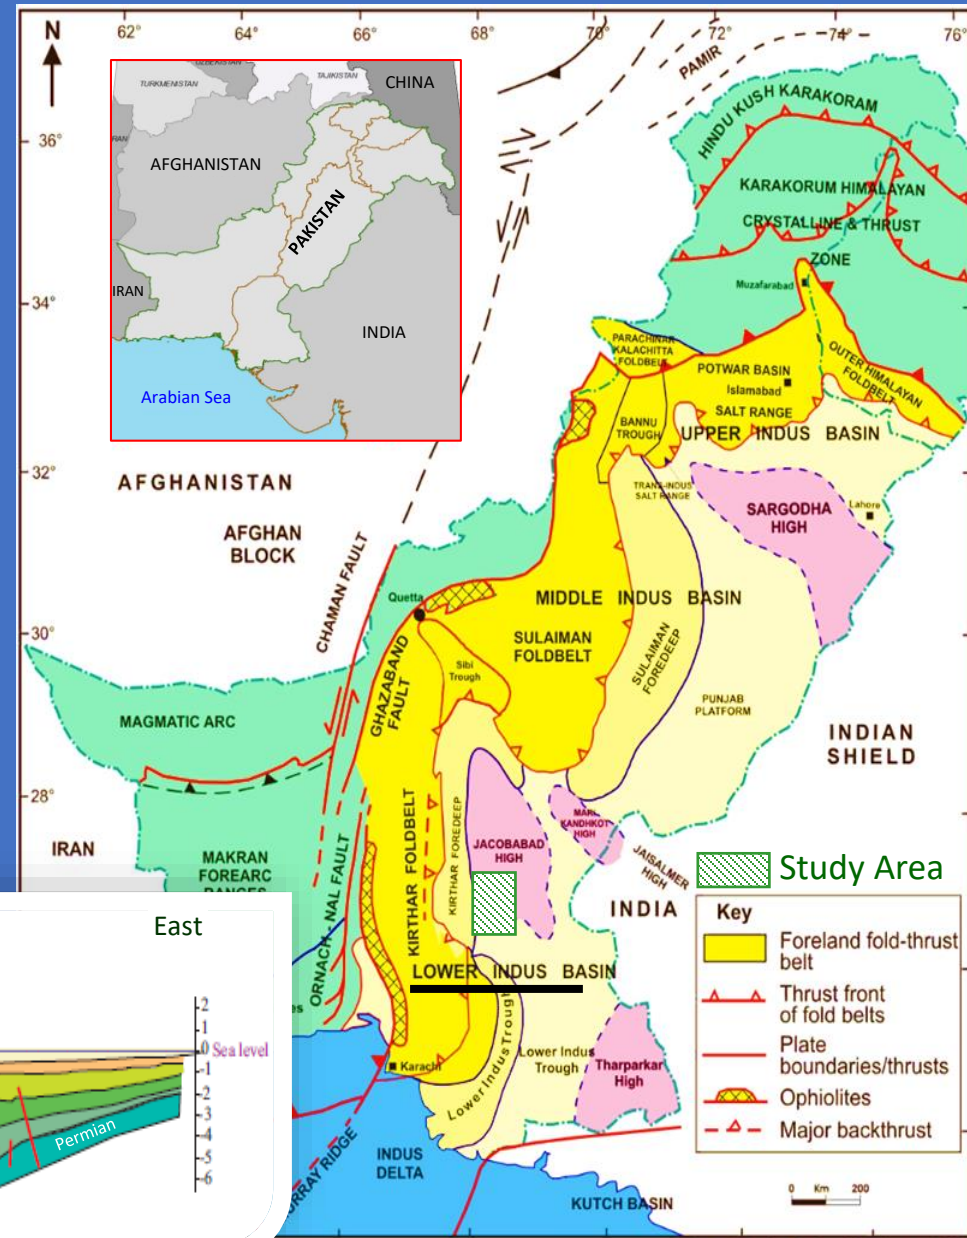 N
62°
64°
66°
68°
70°
72°
74°
76°
36°
34°
32°
30°
28°
UZBEKISTAN
TURKMENISTAN
TAJIKISTAN
CHINA
AFGHANISTAN
PAKISTAN
IRAN
INDIA
Arabian Sea
PAMIR
HINDU KUSH KARAKORAM
KARAKORUM HIMALAYAN
CRYSTALLINE & THRUST
ZONE
Muzafarabad
PARACHINAR
KALACHITTA
FOLDBELT
POTWAR BASIN
Islamabad
SALT RANGE
OUTER HIMALAYAN
FOLDBELT
BANNU
TROUGH
UPPER INDUS BASIN
TRANS-INDUS
SALT RANGE
SARGODHA
HIGH
Lahore
AFGHANISTAN
AFGHAN
BLOCK
CHAMAN FAULT
Quetta
MIDDLE INDUS BASIN
SULAIMAN
FOLDBELT
SULAIMAN
FOREDEEP
Sibi
Trough
GHAZABAND
FAULT
PUNJAB
PLATFORM
MAGMATIC ARC
INDIAN
SHIELD
IRAN
MAKRAN
FOREARC
RANGES
ORNACH - NAL FAULT
KIRTHAR FOLDBELT
KIRTHAR FOREDEEP
JACOBABAD
HIGH
MARI
KANDHKOT
HIGH
JAISALMER
HIGH
INDIA
Study Area
LOWER INDUS BASIN
Karachi
Lower Indus Trough
Lower Indus
Trough
Tharparkar
High
MURRAY RIDGE
INDUS
DELTA
KUTCH BASIN
Key
Foreland fold-thrust
belt
Thrust front
of fold belts
Plate
boundaries/thrusts
Ophiolites
Major backthrust
0 Km 200
East
2
1
0 Sea level
-1
-2
-3
-4
-5
-6
Permian